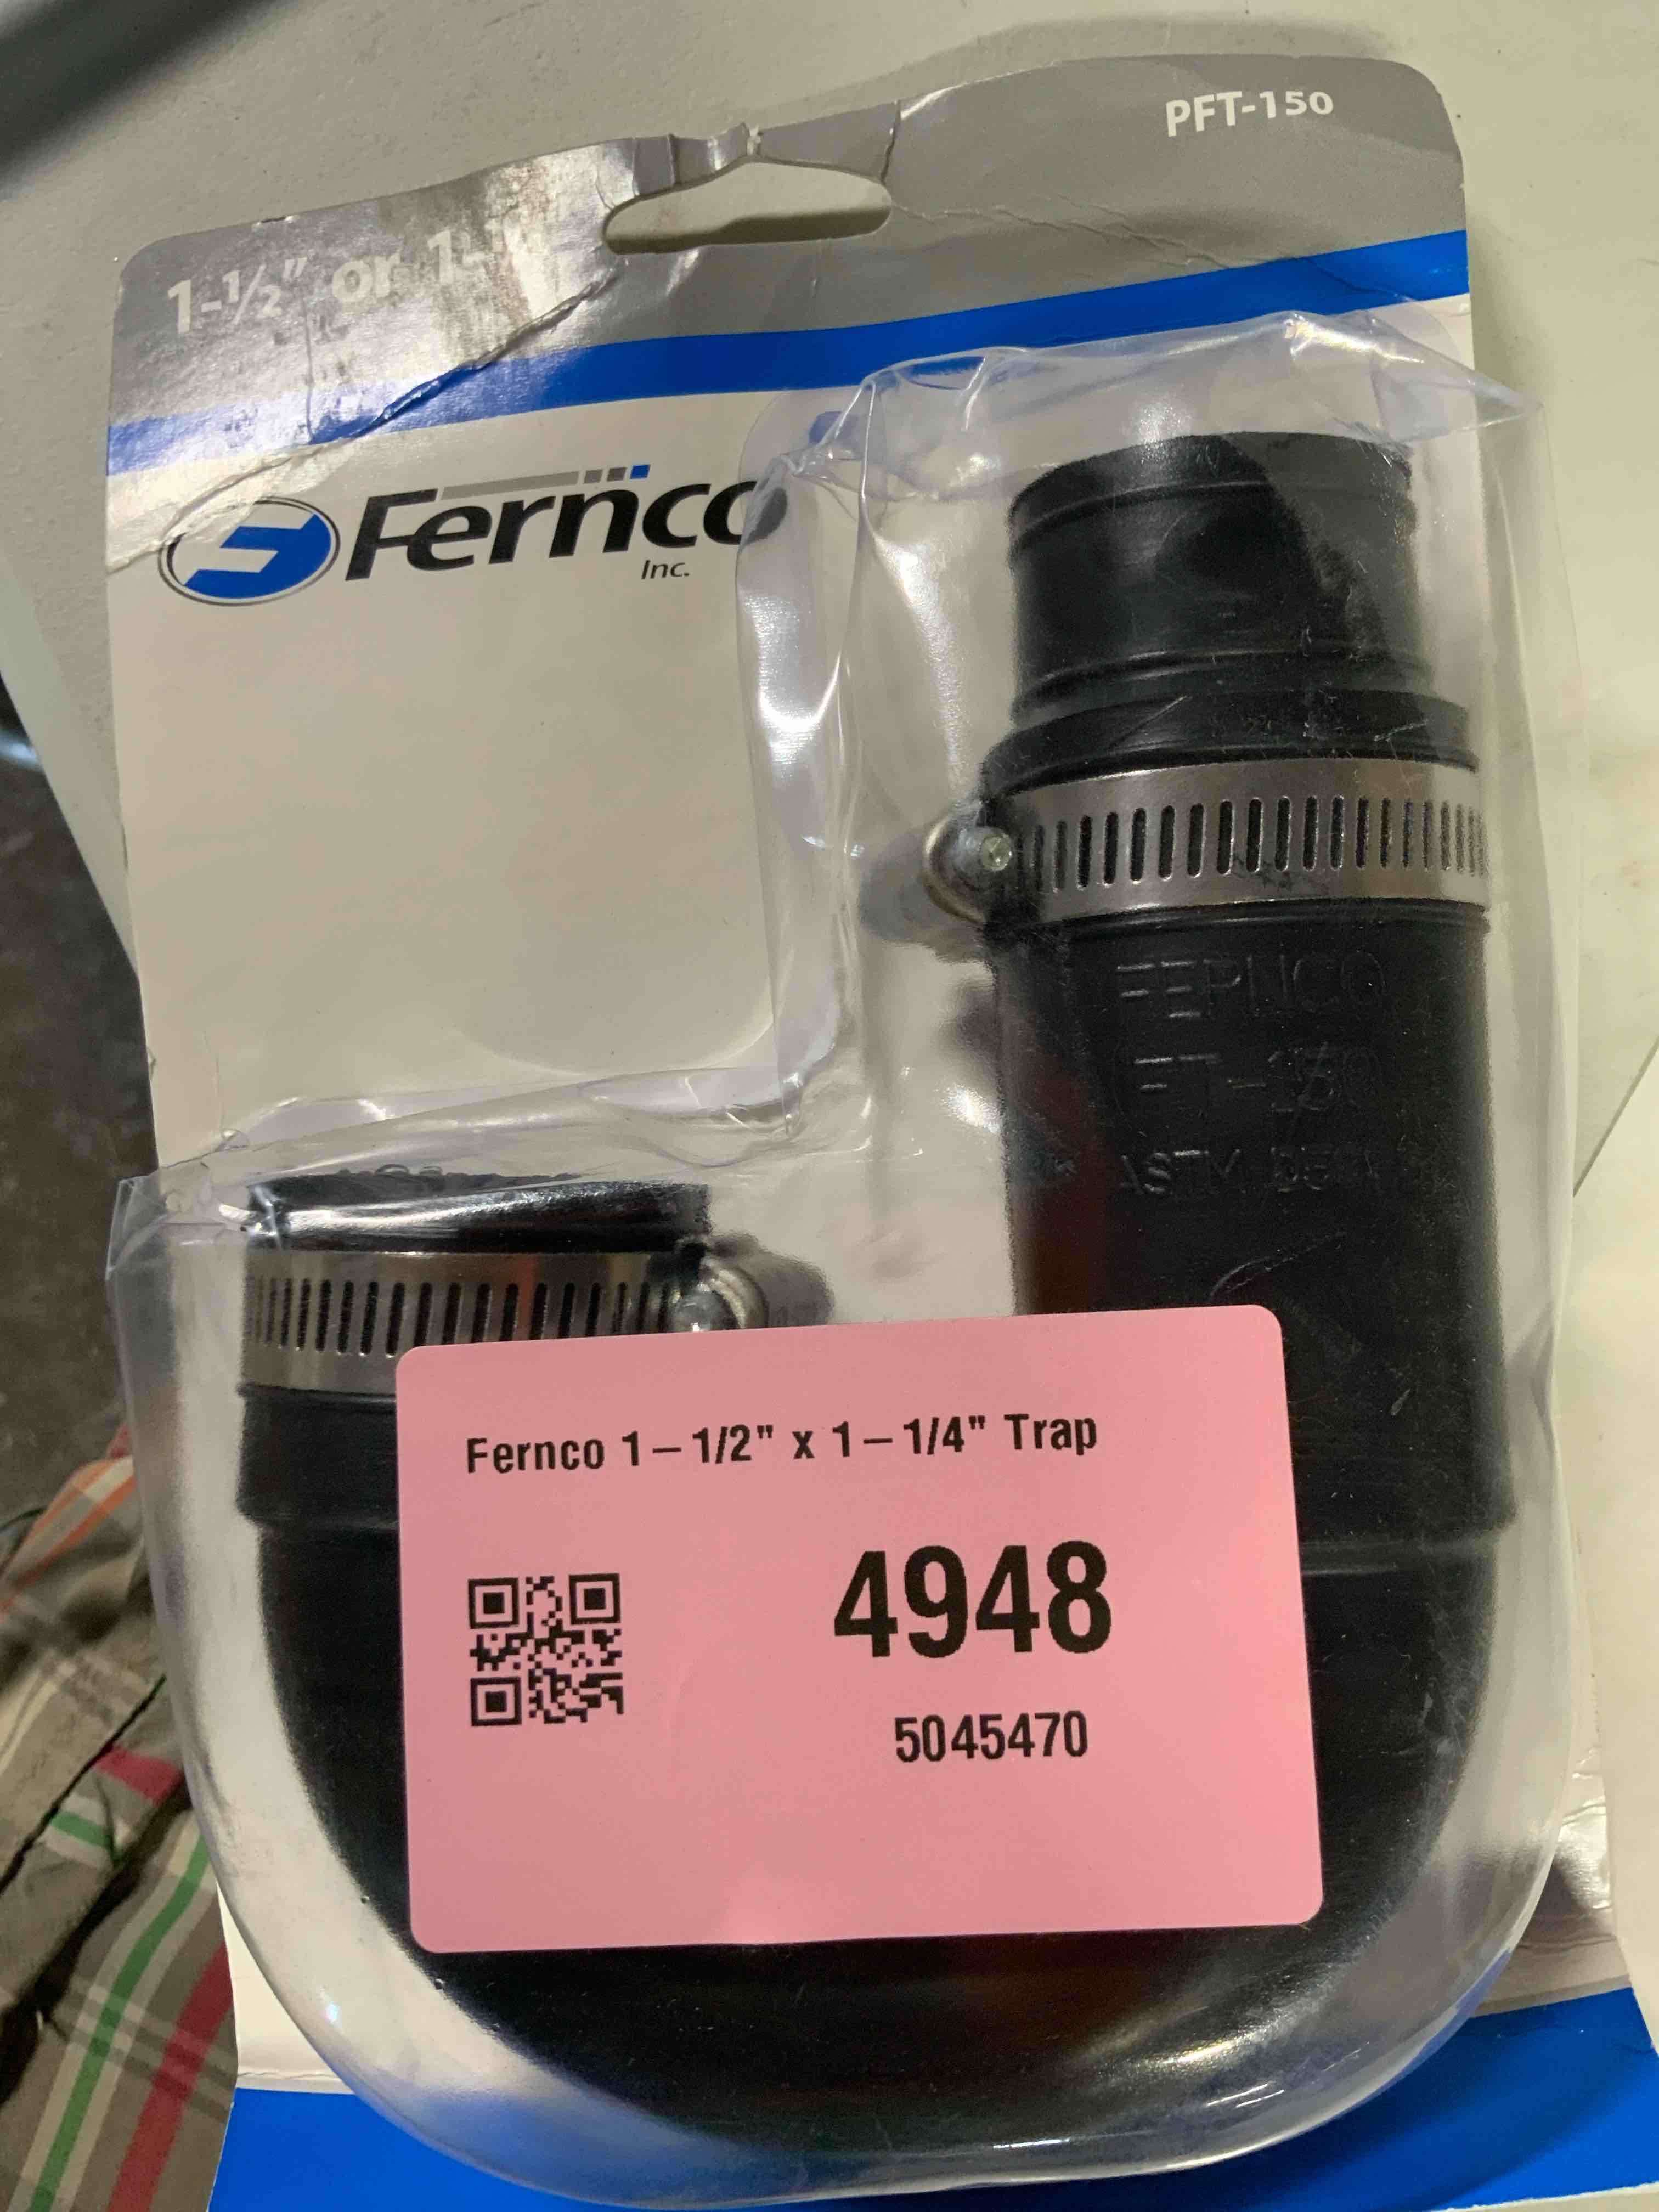 PFT-150
1-½" or
Fernco
Inc.
FERNCO
ASTM
Fernco 1-1/2" x 1-1/4" Trap
4948
5045470